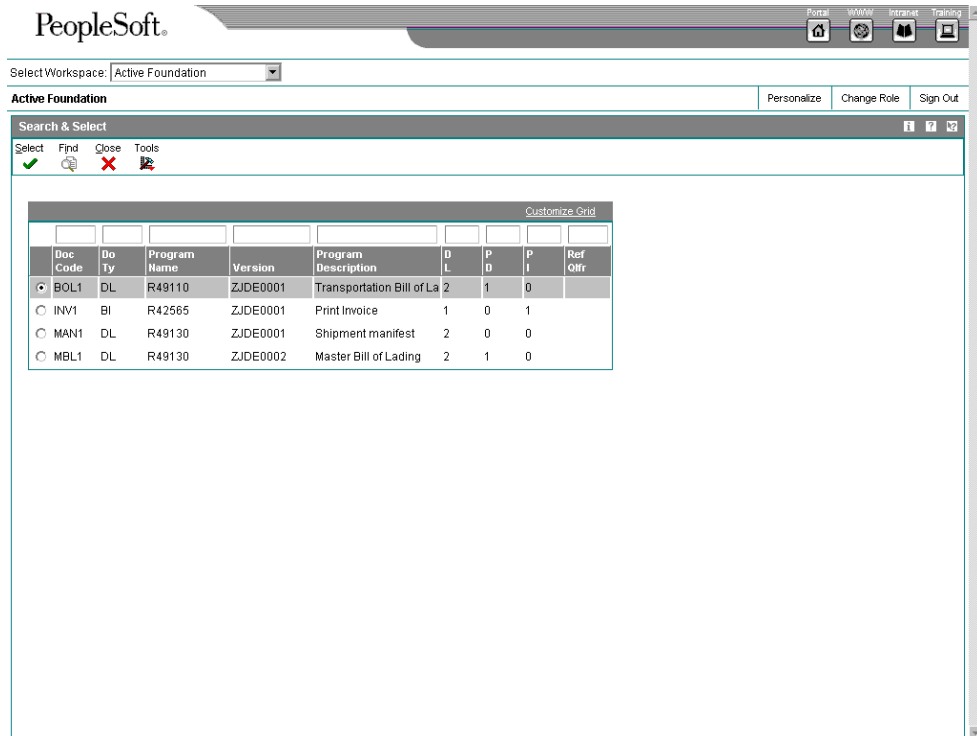 PeopleSoft®
Portal WWW Intranet Training
Select Workspace: Active Foundation
Active Foundation Personalize Change Role Sign Out
Search & Select i ? ?
Select Find Close Tools
Customize Grid
Doc Code Do Ty Program Name Version Program Description D L P D P I Ref Qlfr
BOL1 DL R49110 ZJDE0001 Transportation Bill of La 2 1 0
INV1 BI R42565 ZJDE0001 Print Invoice 1 0 1
MAN1 DL R49130 ZJDE0001 Shipment manifest 2 0 0
MBL1 DL R49130 ZJDE0002 Master Bill of Lading 2 1 0